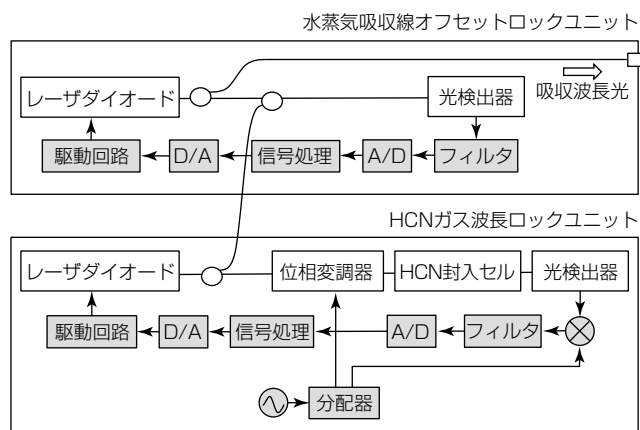 水蒸気吸収線オフセットロックユニット
レーザダイオード
光検出器
吸収波長光
駆動回路
D/A
信号処理
A/D
フィルタ
HCNガス波長ロックユニット
レーザダイオード
位相変調器
HCN封入セル
光検出器
駆動回路
D/A
信号処理
A/D
フィルタ
分配器